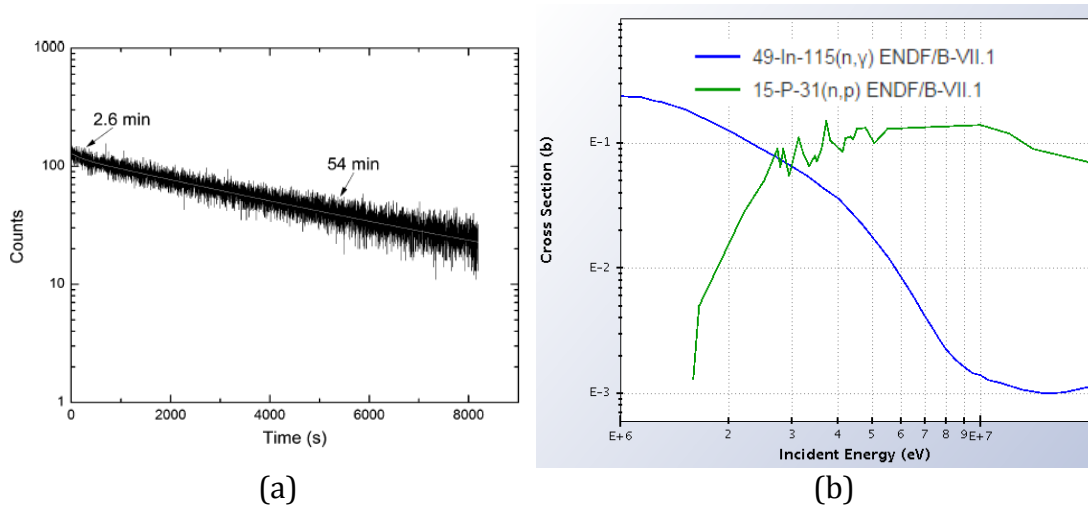 1000
100
10
1
Counts
2.6 min
54 min
0 2000 4000 6000 8000
Time (s)
(a)
49-In-115(n,γ) ENDF/B-VII.1
15-P-31(n,p) ENDF/B-VII.1
E-1
E-2
E-3
Cross Section (b)
E+6 2 3 4 5 6 7 8 9E+7
Incident Energy (eV)
(b)